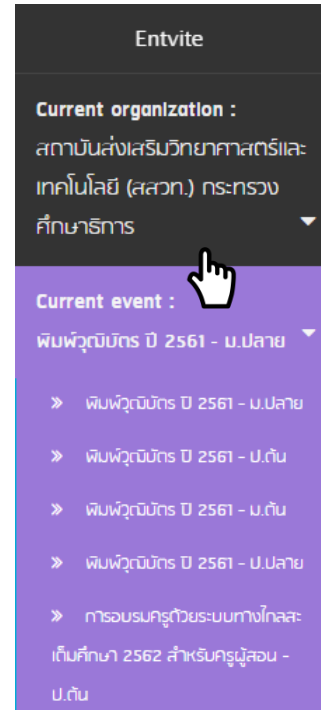 Entvite
Current organization :
สถาบันส่งเสริมวิทยาศาสตร์และ
เทคโนโลยี (สสวท.) กระทรวง
ศึกษาธิการ
Current event :
พิมพ์วุฒิบัตร ปี 2561 - ม.ปลาย
» พิมพ์วุฒิบัตร ปี 2561 - ม.ปลาย
» พิมพ์วุฒิบัตร ปี 2561 - ป.ต้น
» พิมพ์วุฒิบัตร ปี 2561 - ม.ต้น
» พิมพ์วุฒิบัตร ปี 2561 - ป.ปลาย
» การอบรมครูด้วยระบบทางไกลสะ
เต็มศึกษา 2562 สำหรับครูผู้สอน -
ป.ต้น